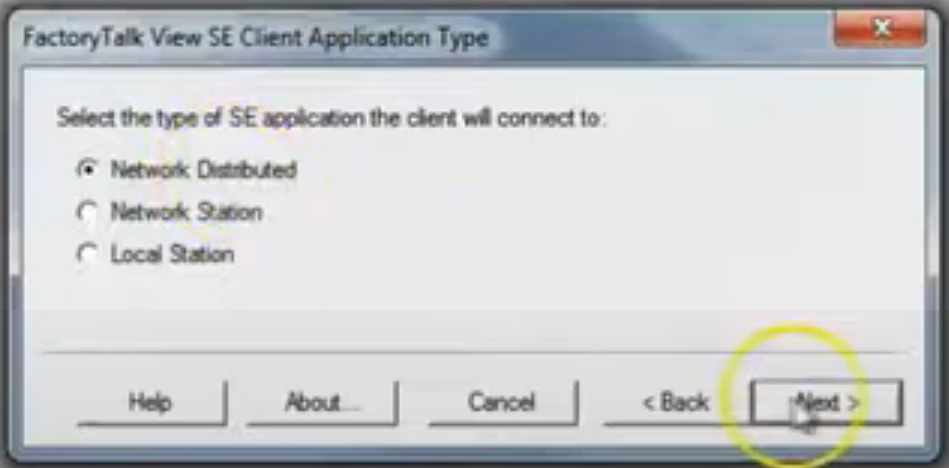 FactoryTalk View SE Client Application Type
Select the type of SE application the client will connect to:
Network Distributed
Network Station
Local Station
Help
About...
Cancel
< Back
Next >